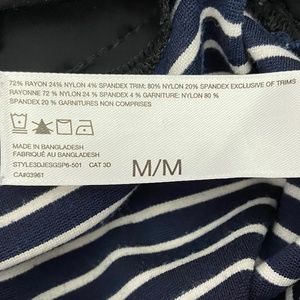 72% RAYON 24% NYLON 4% SPANDEX TRIM: 80% NYLON 20% SPANDEX EXCLUSIVE OF TRIMS
RAYONNE 72 % NYLON 24 % SPANDEX 4 % GARNITURE: NYLON 80 %
SPANDEX 20 % GARNITURES NON COMPRISES
MADE IN BANGLADESH
FABRIQUÉ AU BANGLADESH
STYLE3DJESGSP6-501 CAT 3D
CA#03961
M/M